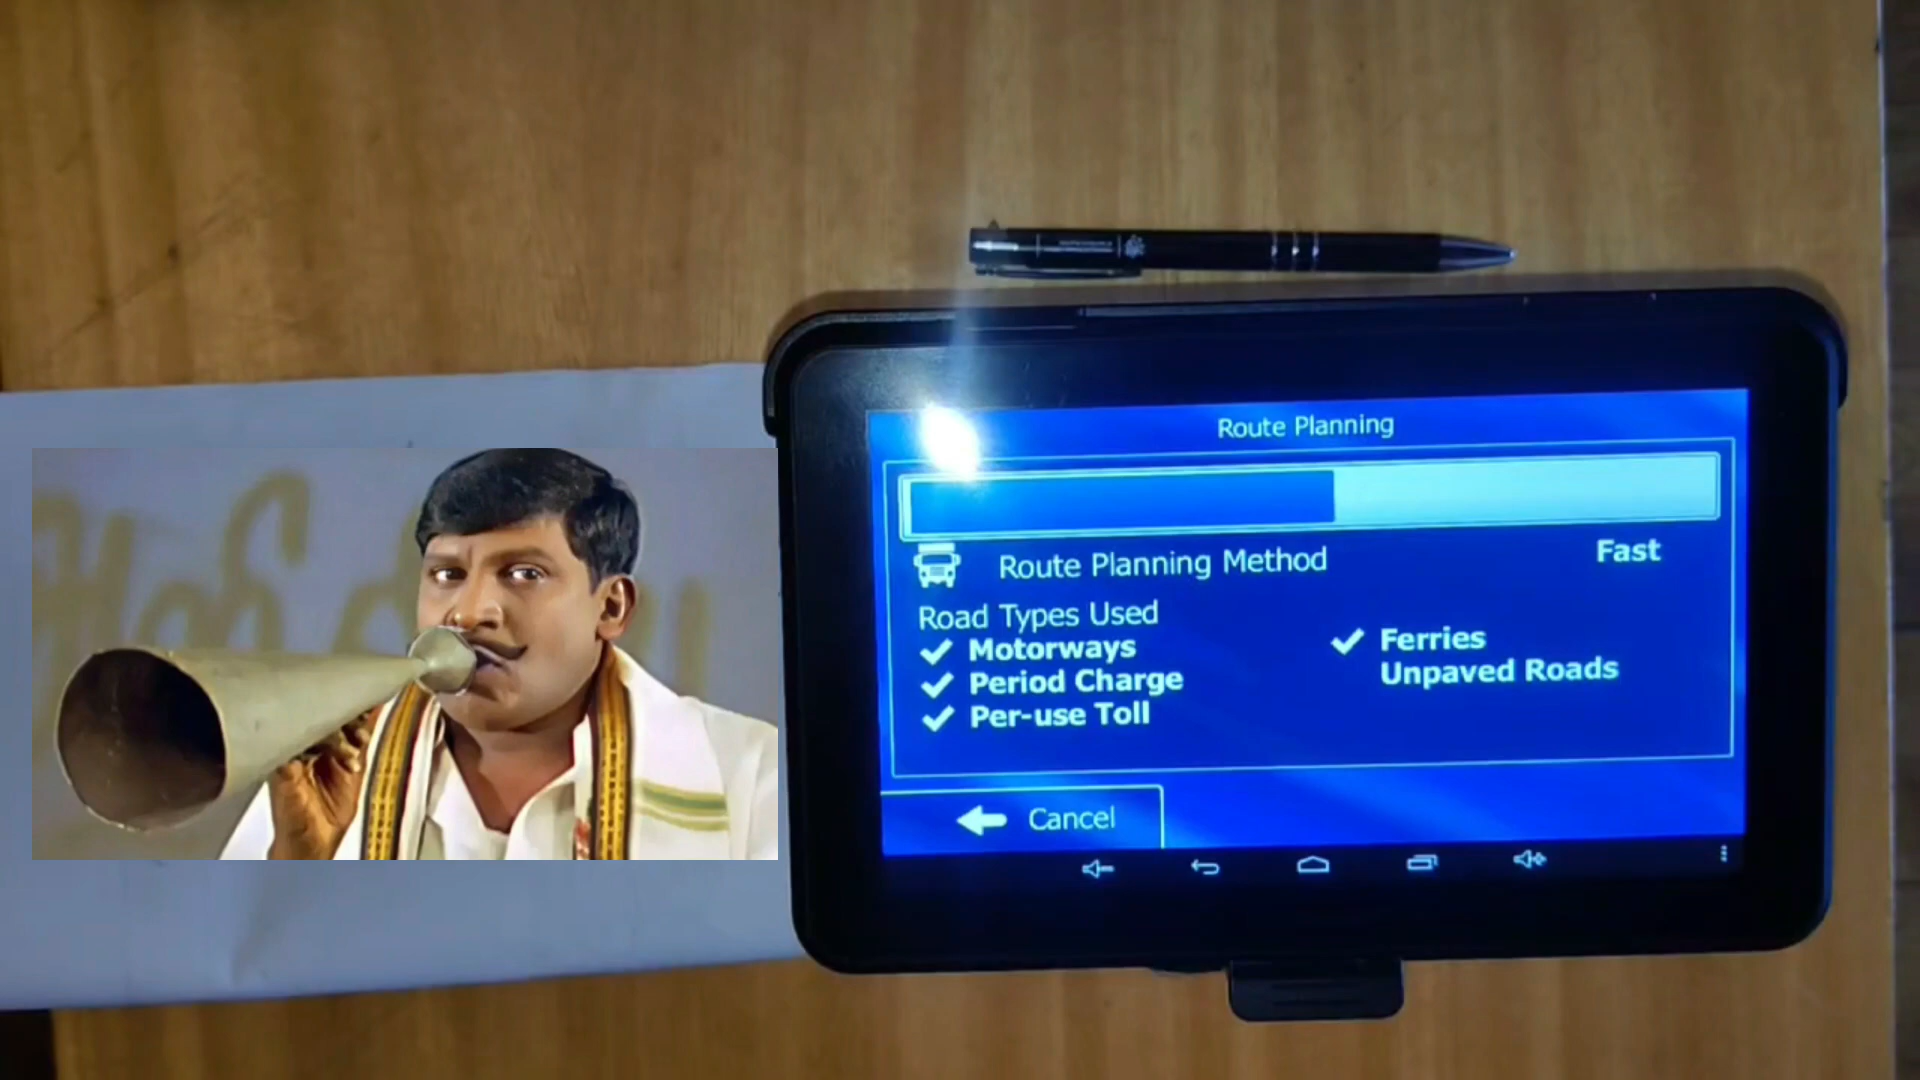 Route Planning
Route Planning Method
Fast
Road Types Used
Motorways
Period Charge
Per-use Toll
Ferries
Unpaved Roads
Cancel